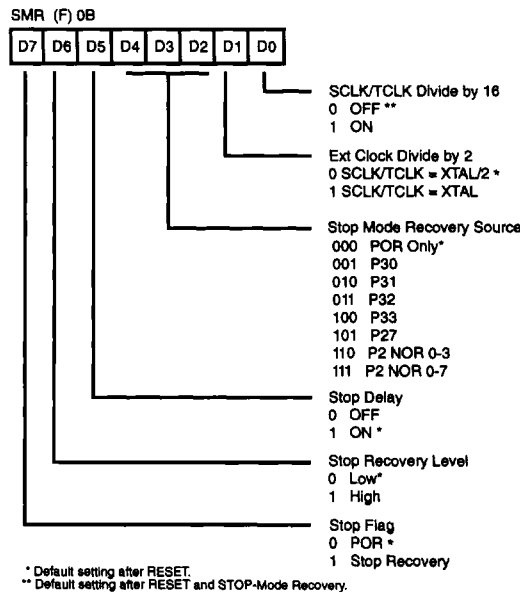 SMR (F) 0B
D7 D6 D5 D4 D3 D2 D1 D0
SCLK/TCLK Divide by 16
0 OFF **
1 ON
Ext Clock Divide by 2
0 SCLK/TCLK = XTAL/2 *
1 SCLK/TCLK = XTAL
Stop Mode Recovery Source
000 POR Only*
001 P30
010 P31
011 P32
100 P33
101 P27
110 P2 NOR 0-3
111 P2 NOR 0-7
Stop Delay
0 OFF
1 ON *
Stop Recovery Level
0 Low*
1 High
Stop Flag
0 POR *
1 Stop Recovery
* Default setting after RESET.
** Default setting after RESET and STOP-Mode Recovery.